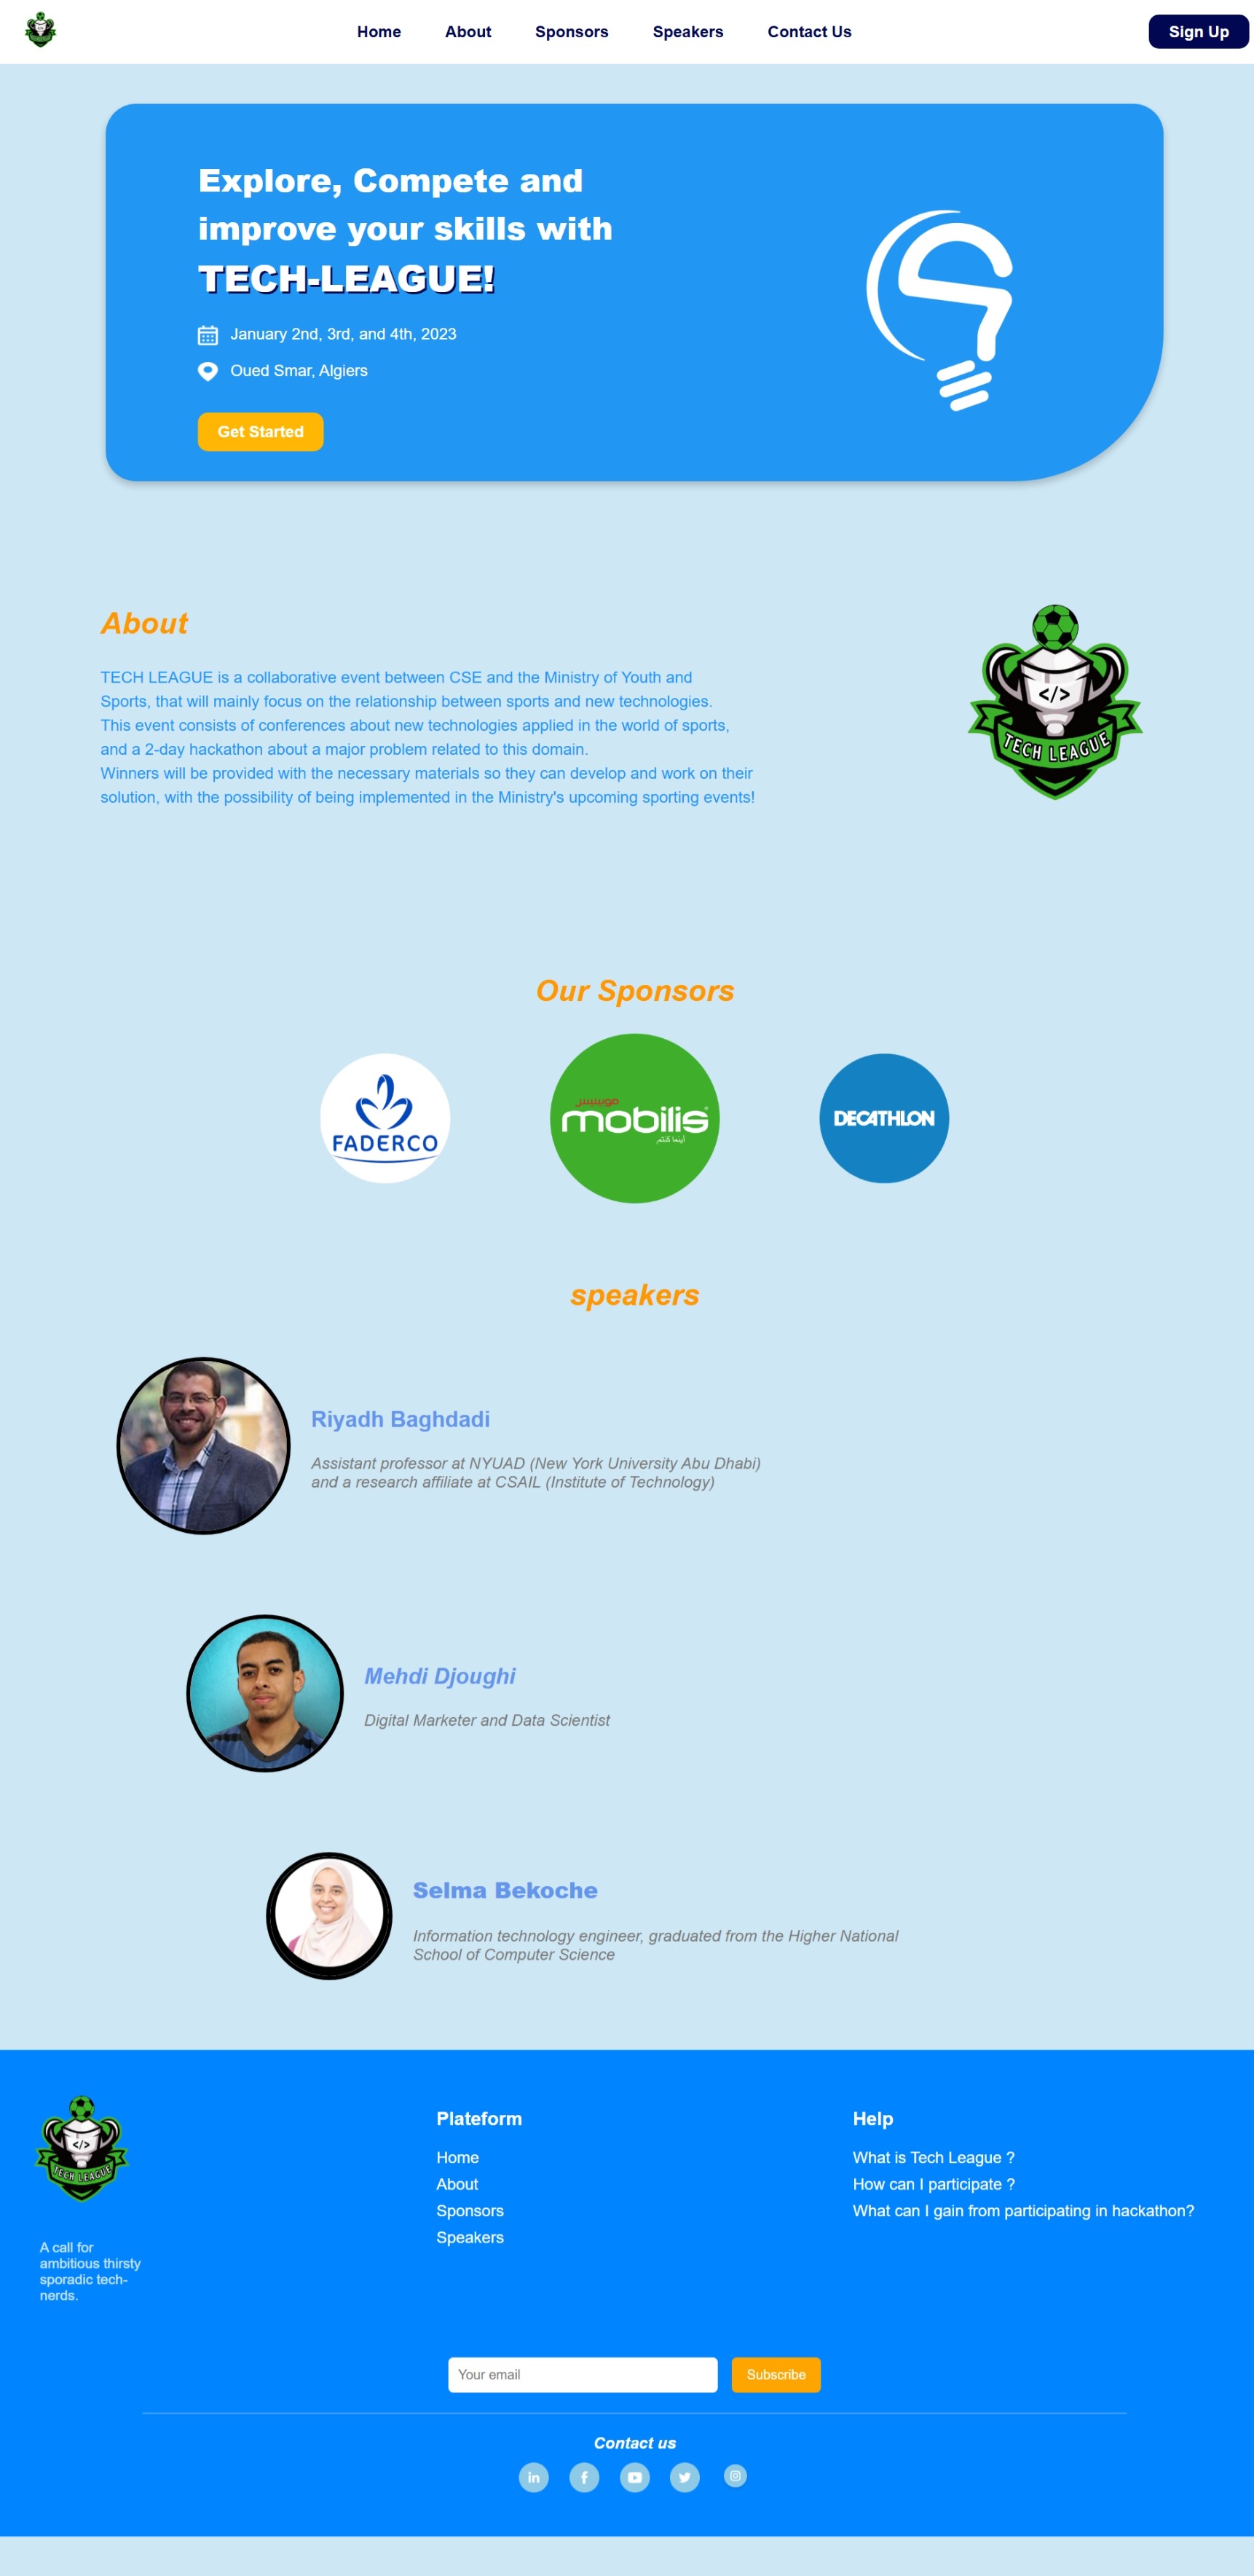 Home About Sponsors Speakers Contact Us Sign Up
Explore, Compete and
improve your skills with
TECH-LEAGUE!
January 2nd, 3rd, and 4th, 2023
Oued Smar, Algiers
Get Started
About
TECH LEAGUE is a collaborative event between CSE and the Ministry of Youth and
Sports, that will mainly focus on the relationship between sports and new technologies.
This event consists of conferences about new technologies applied in the world of sports,
and a 2-day hackathon about a major problem related to this domain.
Winners will be provided with the necessary materials so they can develop and work on their
solution, with the possibility of being implemented in the Ministry's upcoming sporting events!
</>
TECH LEAGUE
Our Sponsors
FADERCO
موبيليس
mobilis
أينما كنتم
DECATHLON
speakers
Riyadh Baghdadi
Assistant professor at NYUAD (New York University Abu Dhabi)
and a research affiliate at CSAIL (Institute of Technology)
Mehdi Djoughi
Digital Marketer and Data Scientist
Selma Bekoche
Information technology engineer, graduated from the Higher National
School of Computer Science
</>
TECH LEAGUE
A call for
ambitious thirsty
sporadic tech-
nerds.
Plateform
Home
About
Sponsors
Speakers
Help
What is Tech League ?
How can I participate ?
What can I gain from participating in hackathon?
Your email Subscribe
Contact us